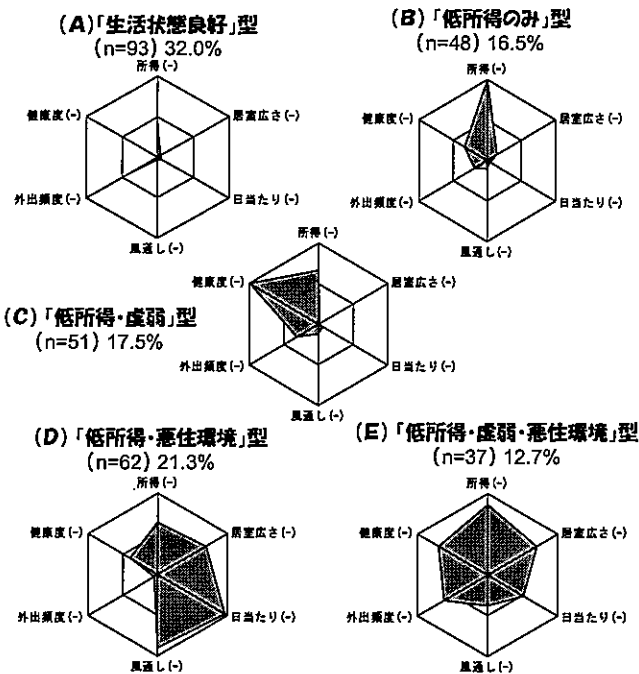 (A)「生活状態良好」型
(n=93) 32.0%
所得(-)
健康度(-)
居室広さ(-)
外出頻度(-)
日当たり(-)
風通し(-)
(B)「低所得のみ」型
(n=48) 16.5%
所得(-)
健康度(-)
居室広さ(-)
外出頻度(-)
日当たり(-)
風通し(-)
(C)「低所得・虚弱」型
(n=51) 17.5%
所得(-)
健康度(-)
居室広さ(-)
外出頻度(-)
日当たり(-)
風通し(-)
(D)「低所得・悪住環境」型
(n=62) 21.3%
所得(-)
健康度(-)
居室広さ(-)
外出頻度(-)
日当たり(-)
風通し(-)
(E)「低所得・虚弱・悪住環境」型
(n=37) 12.7%
所得(-)
健康度(-)
居室広さ(-)
外出頻度(-)
日当たり(-)
風通し(-)